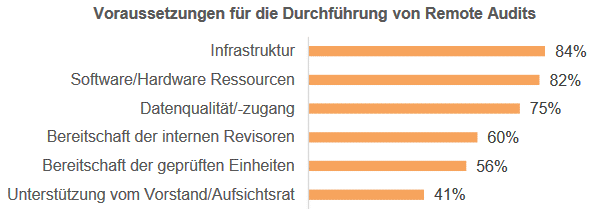 Voraussetzungen für die Durchführung von Remote Audits
Infrastruktur 84%
Software/Hardware Ressourcen 82%
Datenqualität/-zugang 75%
Bereitschaft der internen Revisoren 60%
Bereitschaft der geprüften Einheiten 56%
Unterstützung vom Vorstand/Aufsichtsrat 41%